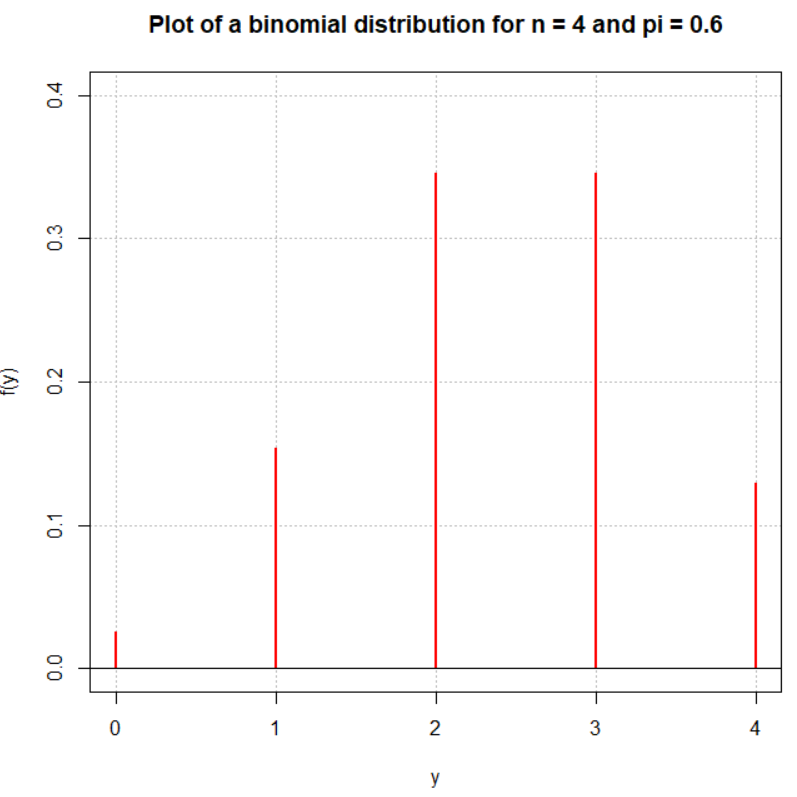 Plot of a binomial distribution for n = 4 and pi = 0.6
f(y)
0.4
0.3
0.2
0.1
0.0
0 1 2 3 4
y